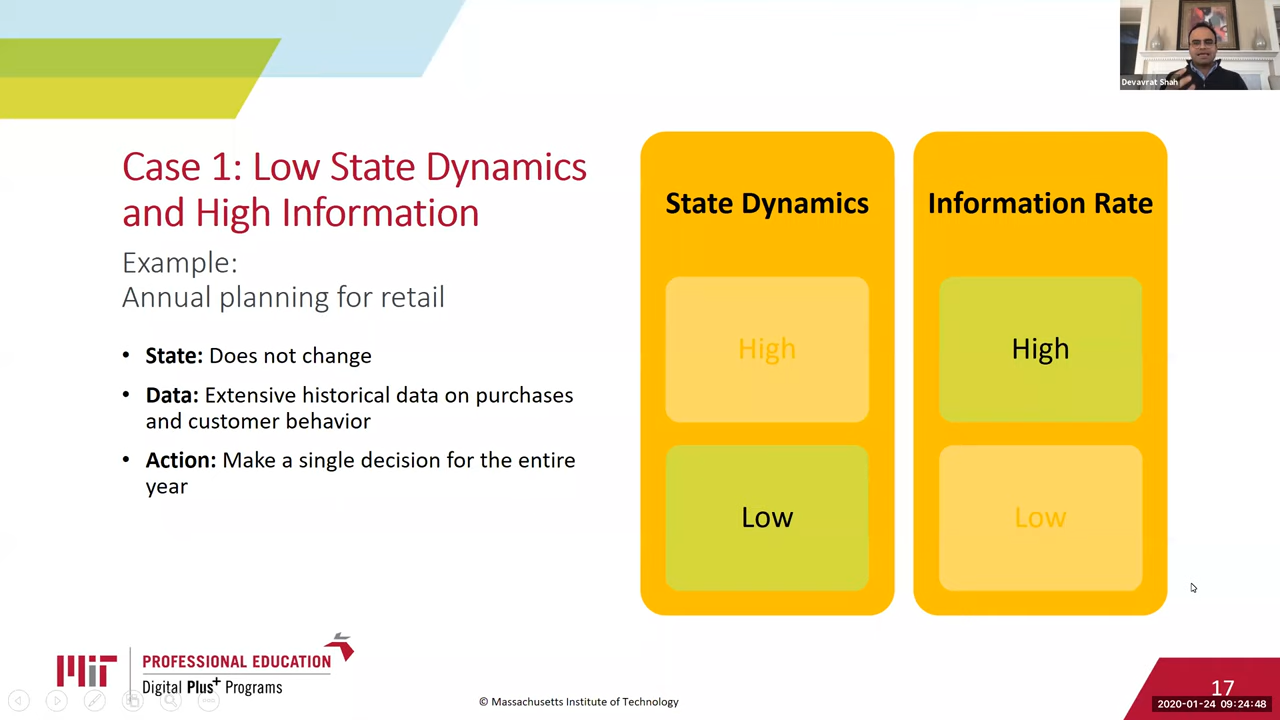 Devavrat Shah
Case 1: Low State Dynamics
and High Information
Example:
Annual planning for retail
• State: Does not change
• Data: Extensive historical data on purchases
and customer behavior
• Action: Make a single decision for the entire
year
State Dynamics
High
Low
Information Rate
High
Low
MIT
PROFESSIONAL EDUCATION
Digital Plus+ Programs
© Massachusetts Institute of Technology
17
2020-01-24 09:24:48